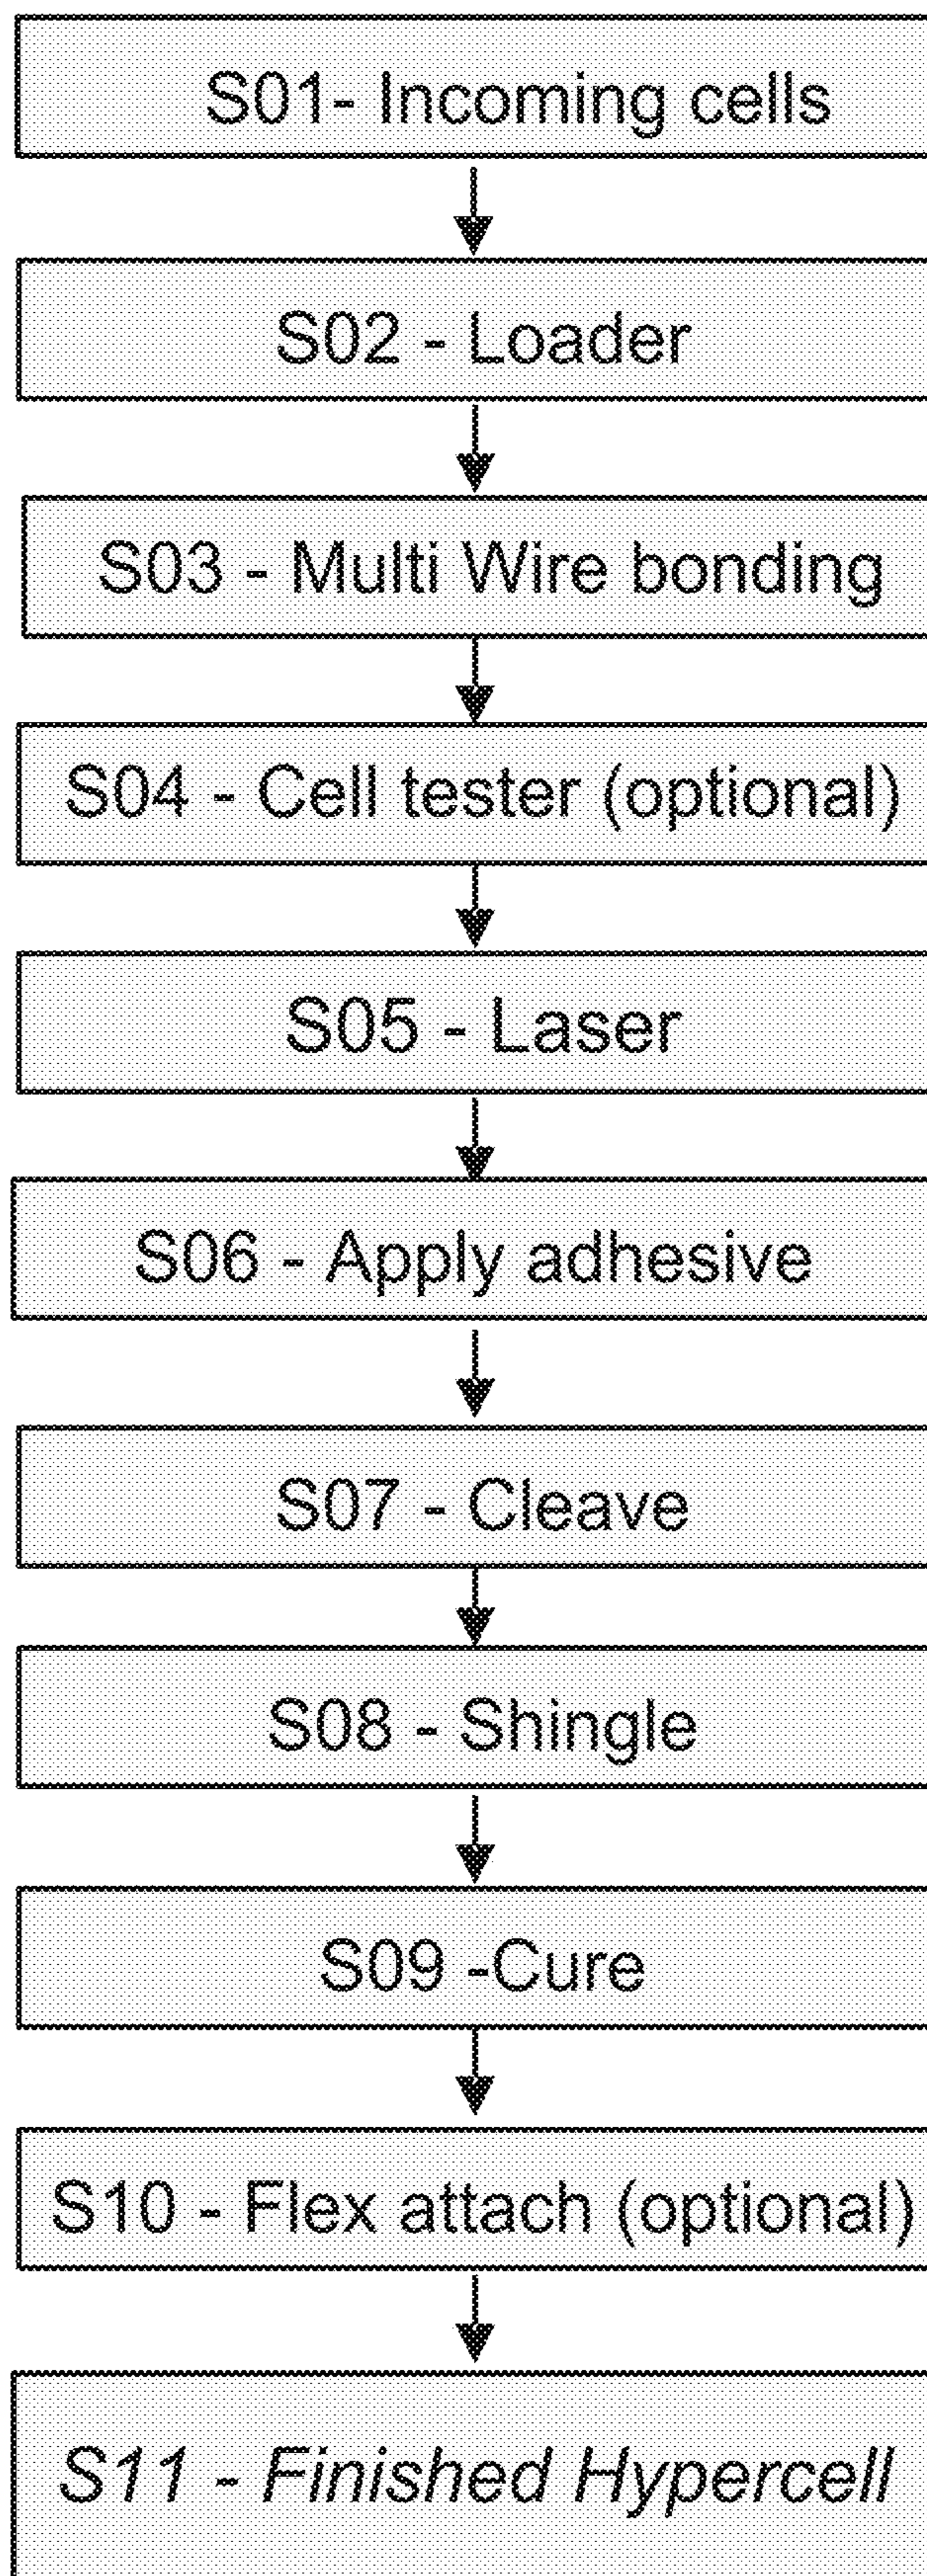 S01- Incoming cells
S02 - Loader
S03 - Multi Wire bonding
S04 - Cell tester (optional)
S05 - Laser
S06 - Apply adhesive
S07 - Cleave
S08 - Shingle
S09 -Cure
S10 - Flex attach (optional)
S11 - Finished Hypercell